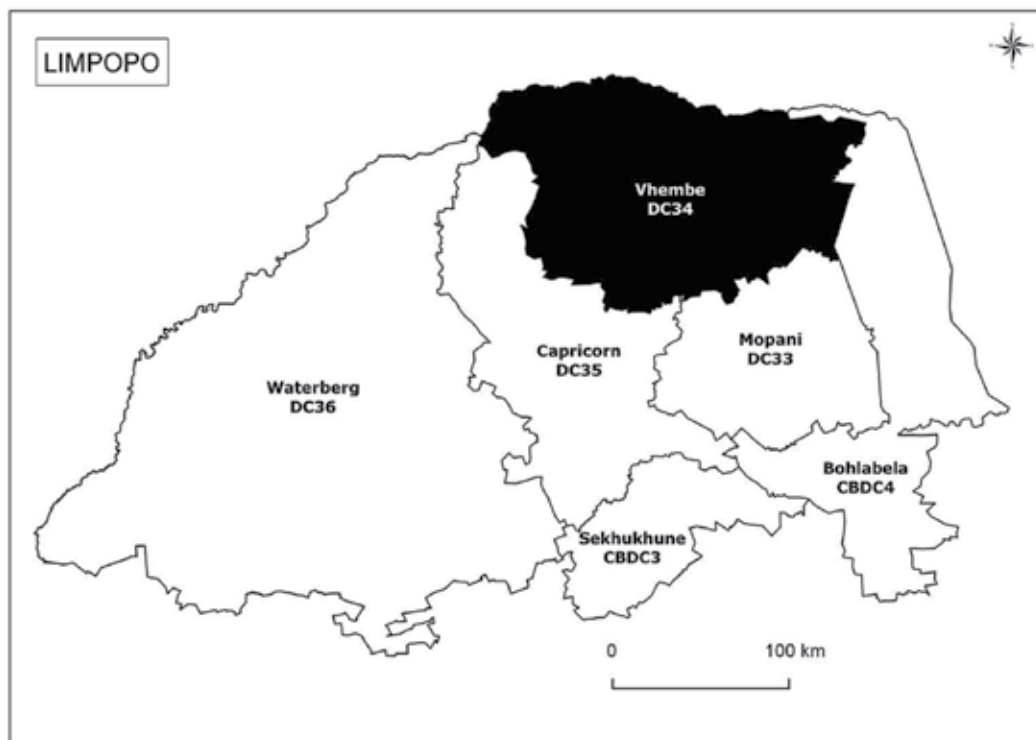 LIMPOPO
Vhembe
DC34
Mopani
DC33
Capricorn
DC35
Waterberg
DC36
Bohlabela
CBDC4
Sekhukhune
CBDC3
0 100 km